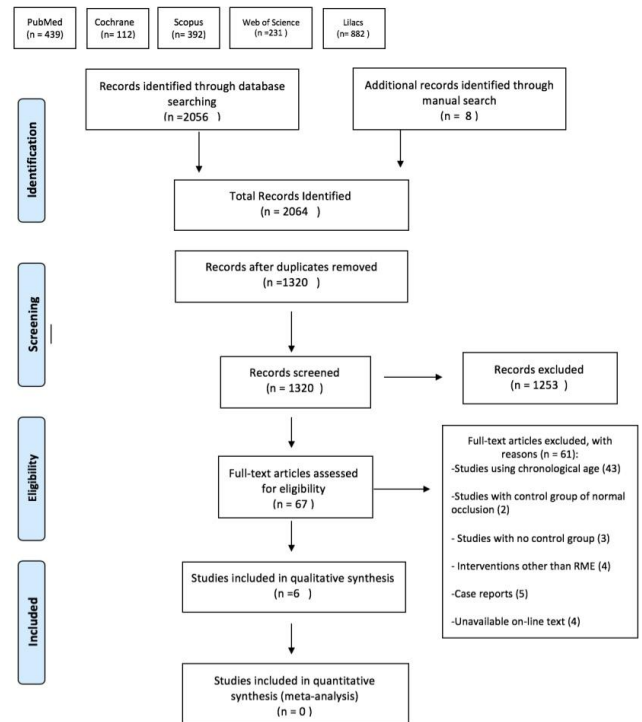 PubMed
(n = 439)
Cochrane
(n= 112)
Scopus
(n= 392)
Web of Science
(n =231 )
Lilacs
(n= 882 )
Identification
Records identified through database
searching
(n =2056 )
Additional records identified through
manual search
(n = 8 )
Total Records Identified
(n = 2064 )
Screening
Records after duplicates removed
(n =1320 )
Records screened
(n = 1320 )
Records excluded
(n = 1253 )
Eligibility
Full-text articles assessed
for eligibility
(n = 67 )
Full-text articles excluded, with
reasons (n = 61):
-Studies using chronological age (43)
-Studies with control group of normal
occlusion (2)
- Studies with no control group (3)
- Interventions other than RME (4)
-Case reports (5)
-Unavailable on-line text (4)
Included
Studies included in qualitative synthesis
(n =6 )
Studies included in quantitative
synthesis (meta-analysis)
(n = 0 )